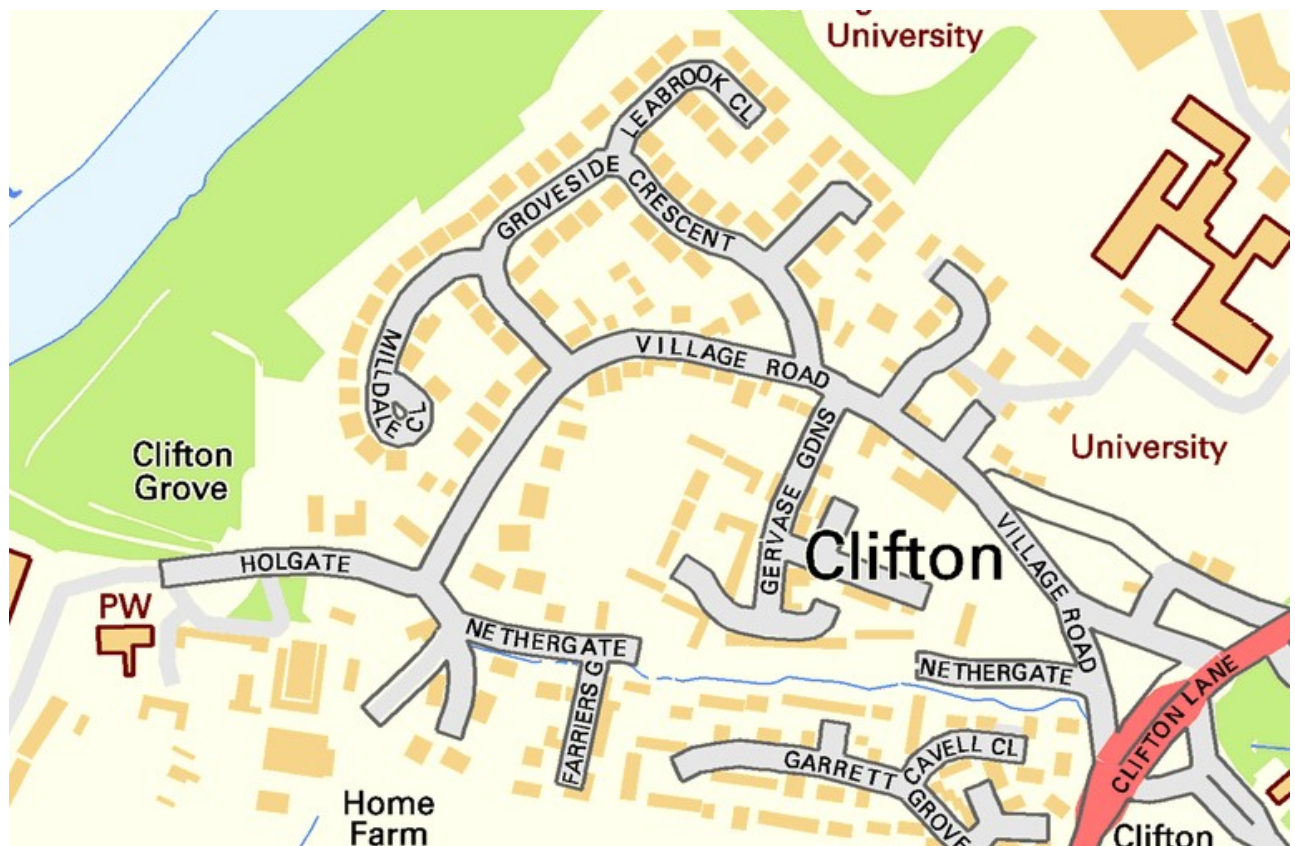 University
LEABROOK CL
GROVESIDE CRESCENT
VILLAGE ROAD
MILLDALE CL
GERVASE GDNS
University
Clifton
Grove
VILLAGE ROAD
Clifton
HOLGATE
PW
NETHERGATE
NETHERGATE
FARRIERS G
CLIFTON LANE
GARRETT GROVE
CAVELL CL
Home
Farm
Clifton